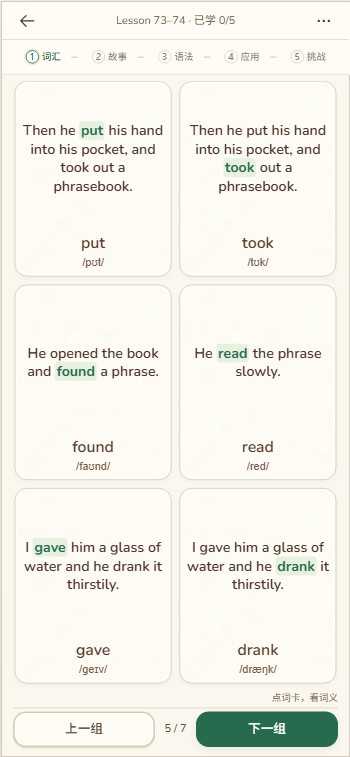 Lesson 73–74 · 已学 0/5
① 词汇 — ② 故事 — ③ 语法 — ④ 应用 — ⑤ 挑战
Then he put his hand
into his pocket, and
took out a
phrasebook.
put
/pʊt/
Then he put his hand
into his pocket, and
took out a
phrasebook.
took
/tʊk/
He opened the book
and found a phrase.
found
/faʊnd/
He read the phrase
slowly.
read
/red/
I gave him a glass of
water and he drank it
thirstily.
gave
/ɡeɪv/
I gave him a glass of
water and he drank it
thirstily.
drank
/dræŋk/
点词卡，看词义
上一组
5 / 7
下一组